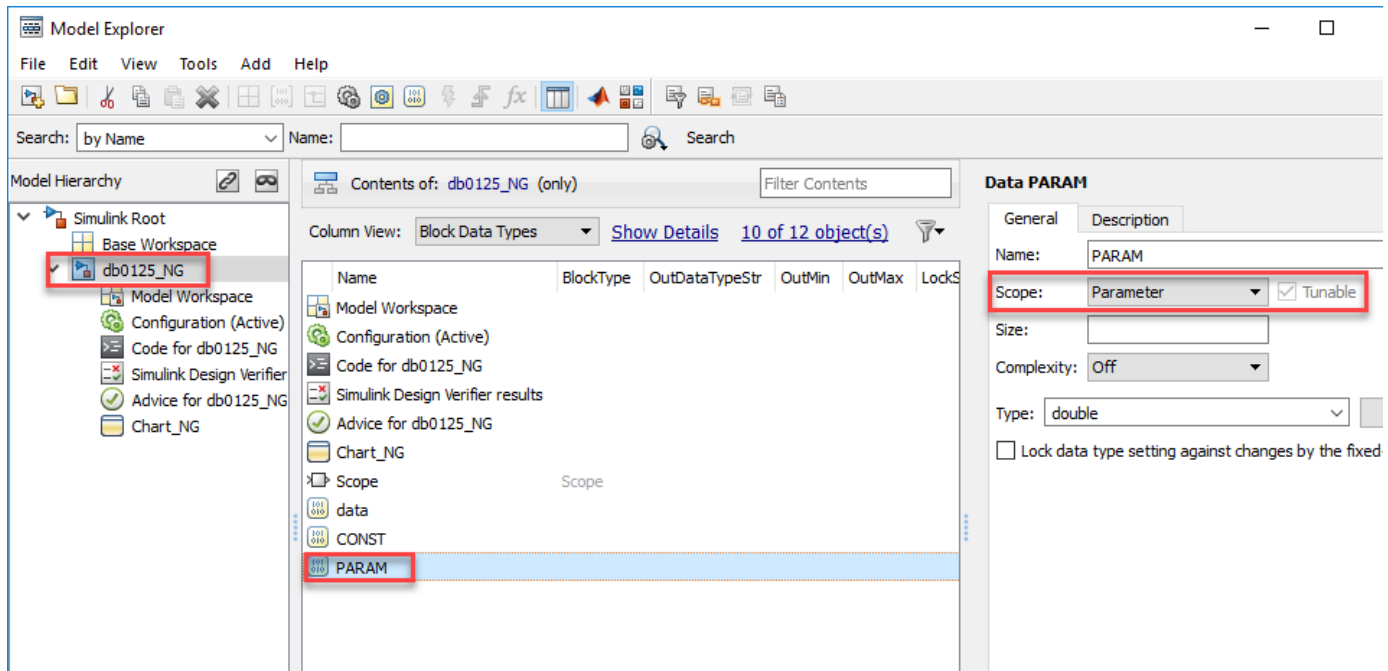 Model Explorer
File Edit View Tools Add Help
fx
Search: by Name Name: Search
Model Hierarchy
Simulink Root
Base Workspace
db0125_NG
Model Workspace
Configuration (Active)
Code for db0125_NG
Simulink Design Verifier
Advice for db0125_NG
Chart_NG
Contents of: db0125_NG (only) Filter Contents
Column View: Block Data Types Show Details 10 of 12 object(s)
Name BlockType OutDataTypeStr OutMin OutMax LockS
Model Workspace
Configuration (Active)
Code for db0125_NG
Simulink Design Verifier results
Advice for db0125_NG
Chart_NG
Scope Scope
data
CONST
PARAM
Data PARAM
General Description
Name: PARAM
Scope: Parameter Tunable
Size:
Complexity: Off
Type: double
Lock data type setting against changes by the fixed-